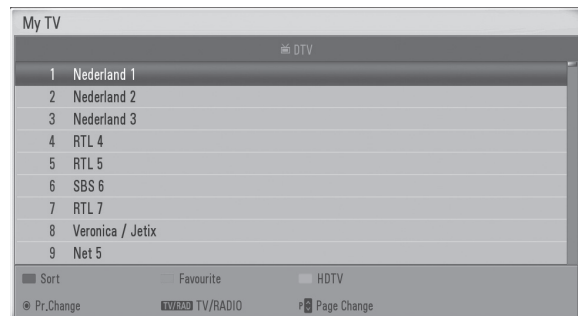 My TV
DTV
1 Nederland 1
2 Nederland 2
3 Nederland 3
4 RTL 4
5 RTL 5
6 SBS 6
7 RTL 7
8 Veronica / Jetix
9 Net 5
Sort Favourite HDTV
Pr.Change TV/RAD TV/RADIO P Page Change